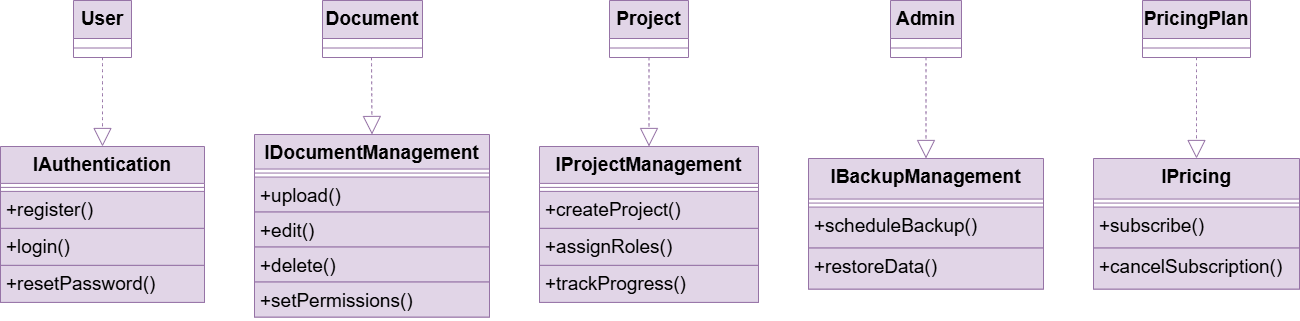 User
Document
Project
Admin
PricingPlan
IAuthentication
+register()
+login()
+resetPassword()
IDocumentManagement
+upload()
+edit()
+delete()
+setPermissions()
IProjectManagement
+createProject()
+assignRoles()
+trackProgress()
IBackupManagement
+scheduleBackup()
+restoreData()
IPricing
+subscribe()
+cancelSubscription()